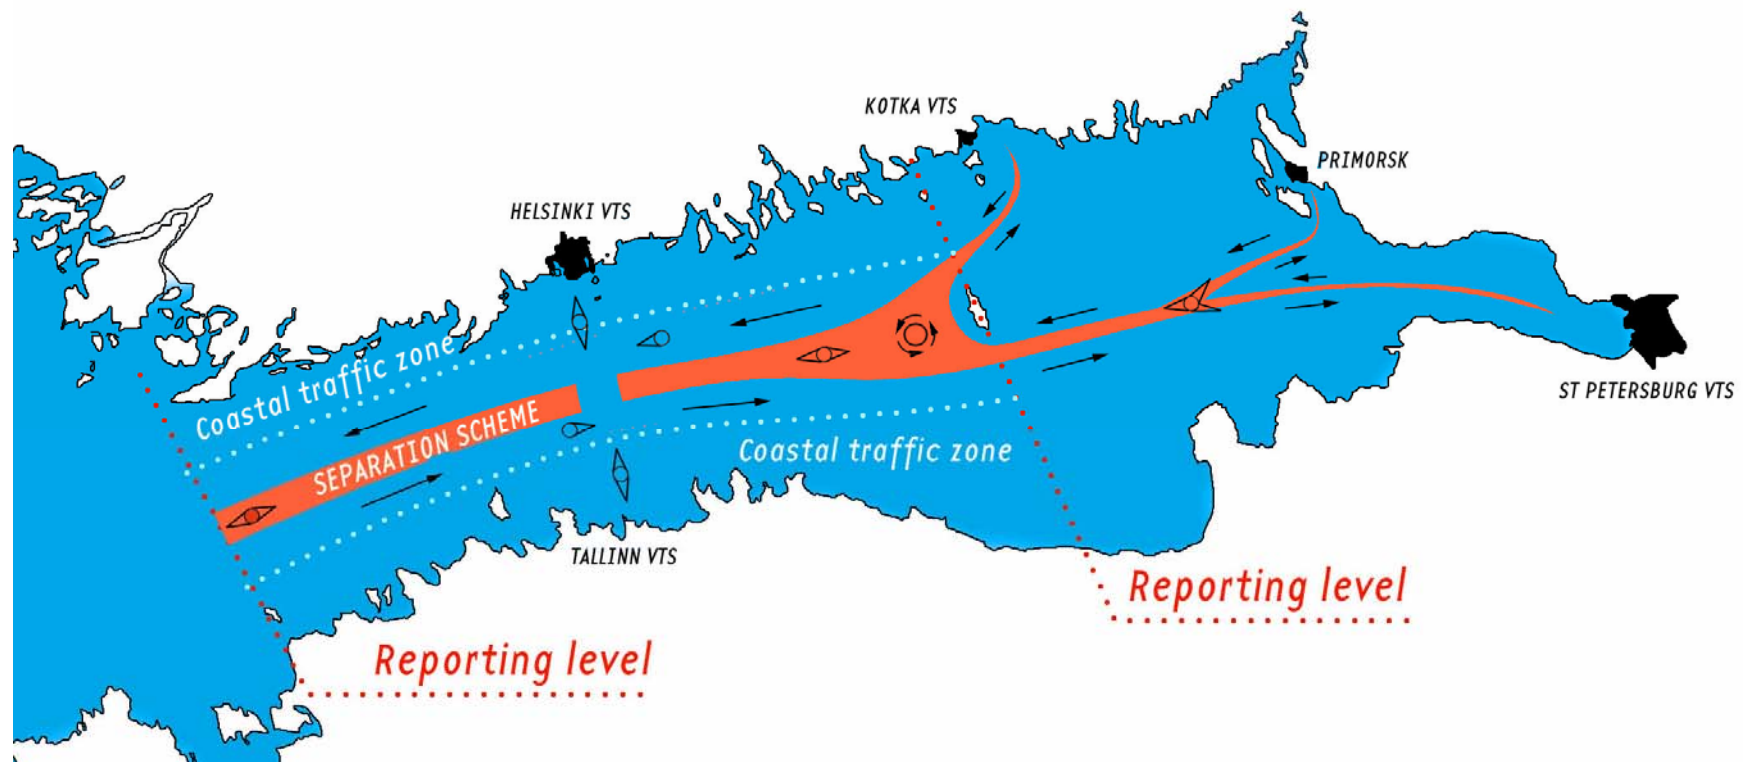 KOTKA VTS
PRIMORSK
HELSINKI VTS
Coastal traffic zone
SEPARATION SCHEME
Coastal traffic zone
ST PETERSBURG VTS
TALLINN VTS
Reporting level
Reporting level